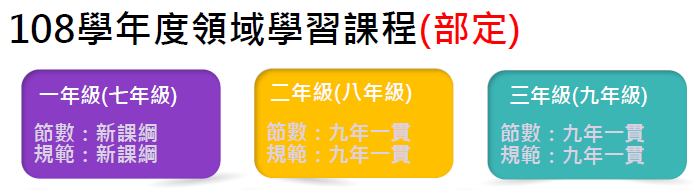 108學年度領域學習課程(部定)
一年級(七年級)
節數：新課綱
規範：新課綱
二年級(八年級)
節數：九年一貫
規範：九年一貫
三年級(九年級)
節數：九年一貫
規範：九年一貫